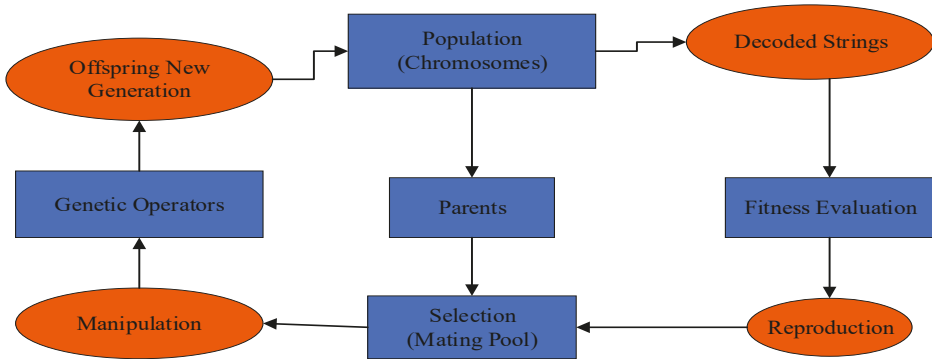 Population
(Chromosomes)
Decoded Strings
Offspring New
Generation
Genetic Operators
Parents
Fitness Evaluation
Manipulation
Selection
(Mating Pool)
Reproduction